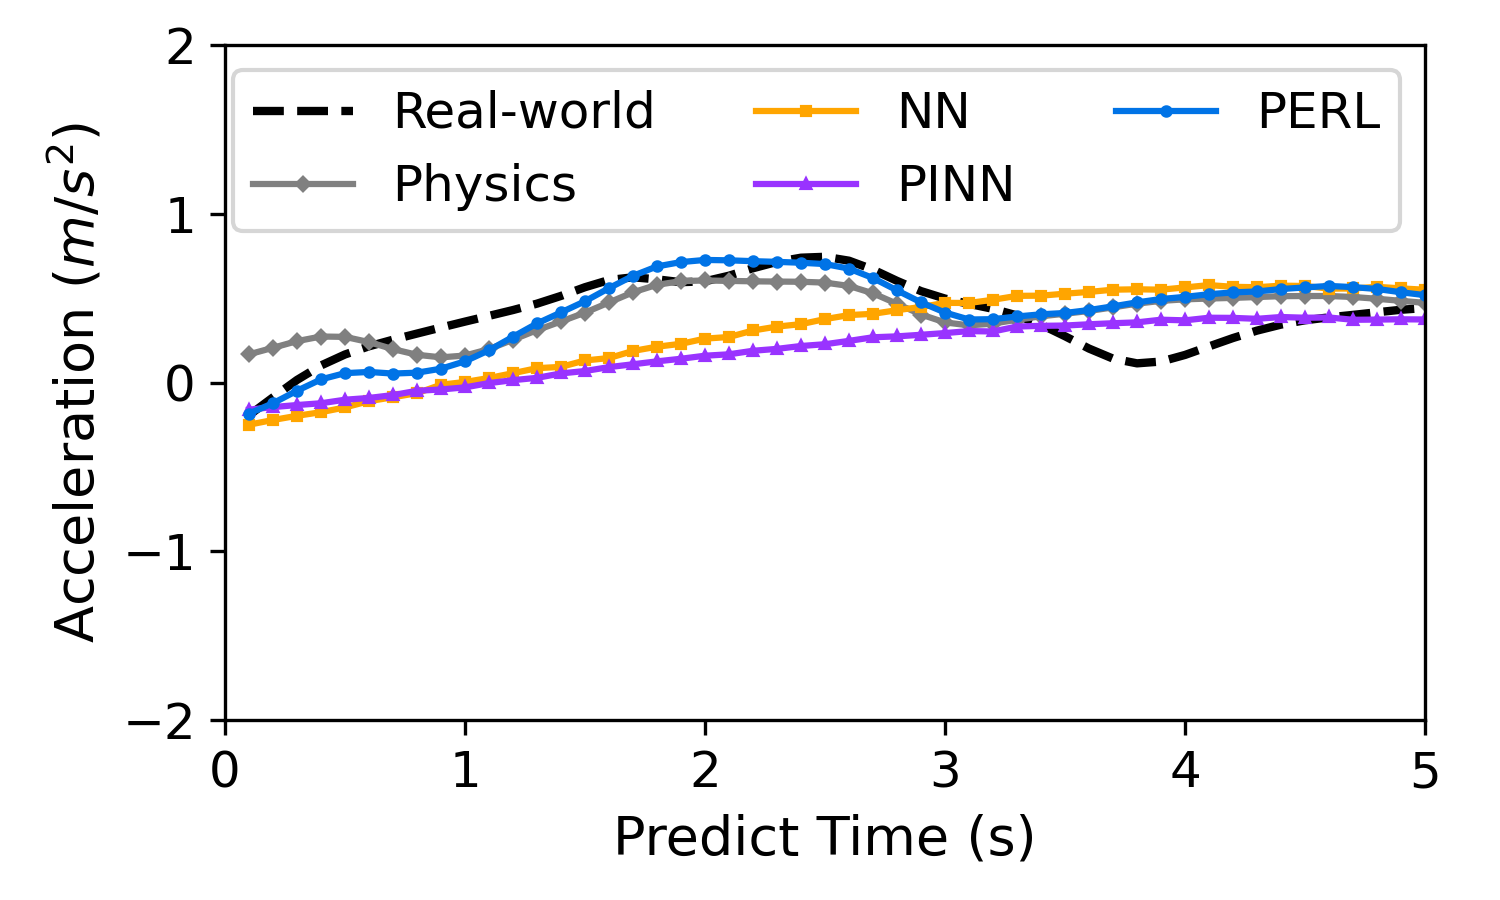 2
1
0
−1
−2
Acceleration (m/s²)
Real-world
NN
PERL
Physics
PINN
0 1 2 3 4 5
Predict Time (s)